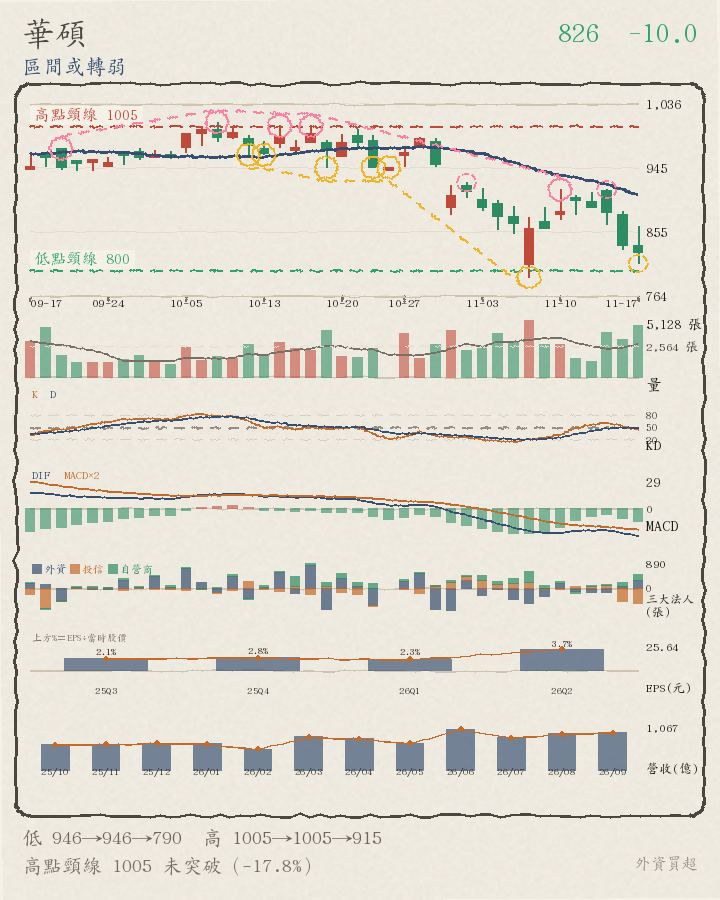 華碩
826 -10.0
區間或轉弱
高點頸線 1005
1,036
945
855
低點頸線 800
764
09-17 09-24 10-05 10-13 10-20 10-27 11-03 11-10 11-17
5,128 張
2,564 張
量
K D
80
50
20
KD
DIF MACD×2
29
0
MACD
外資 投信 自營商
890
0
三大法人
(張)
上方%=EPS÷當時股價
2.1% 2.8% 2.3% 3.7%
25.64
25Q3 25Q4 26Q1 26Q2
EPS(元)
1,067
25/10 25/11 25/12 26/01 26/02 26/03 26/04 26/05 26/06 26/07 26/08 26/09
營收(億)
低 946→946→790 高 1005→1005→915
高點頸線 1005 未突破 (-17.8%)
外資買超